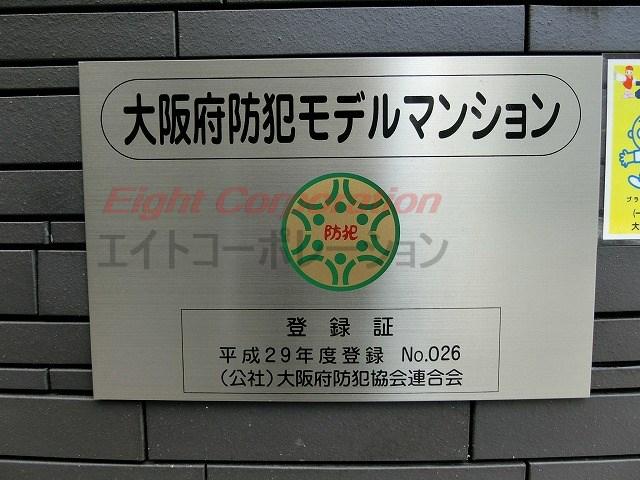 大阪府防犯モデルマンション
Eight Corporation
エイトコーポレーション
防犯
登録証
平成29年度登録 No.026
(公社)大阪府防犯協会連合会